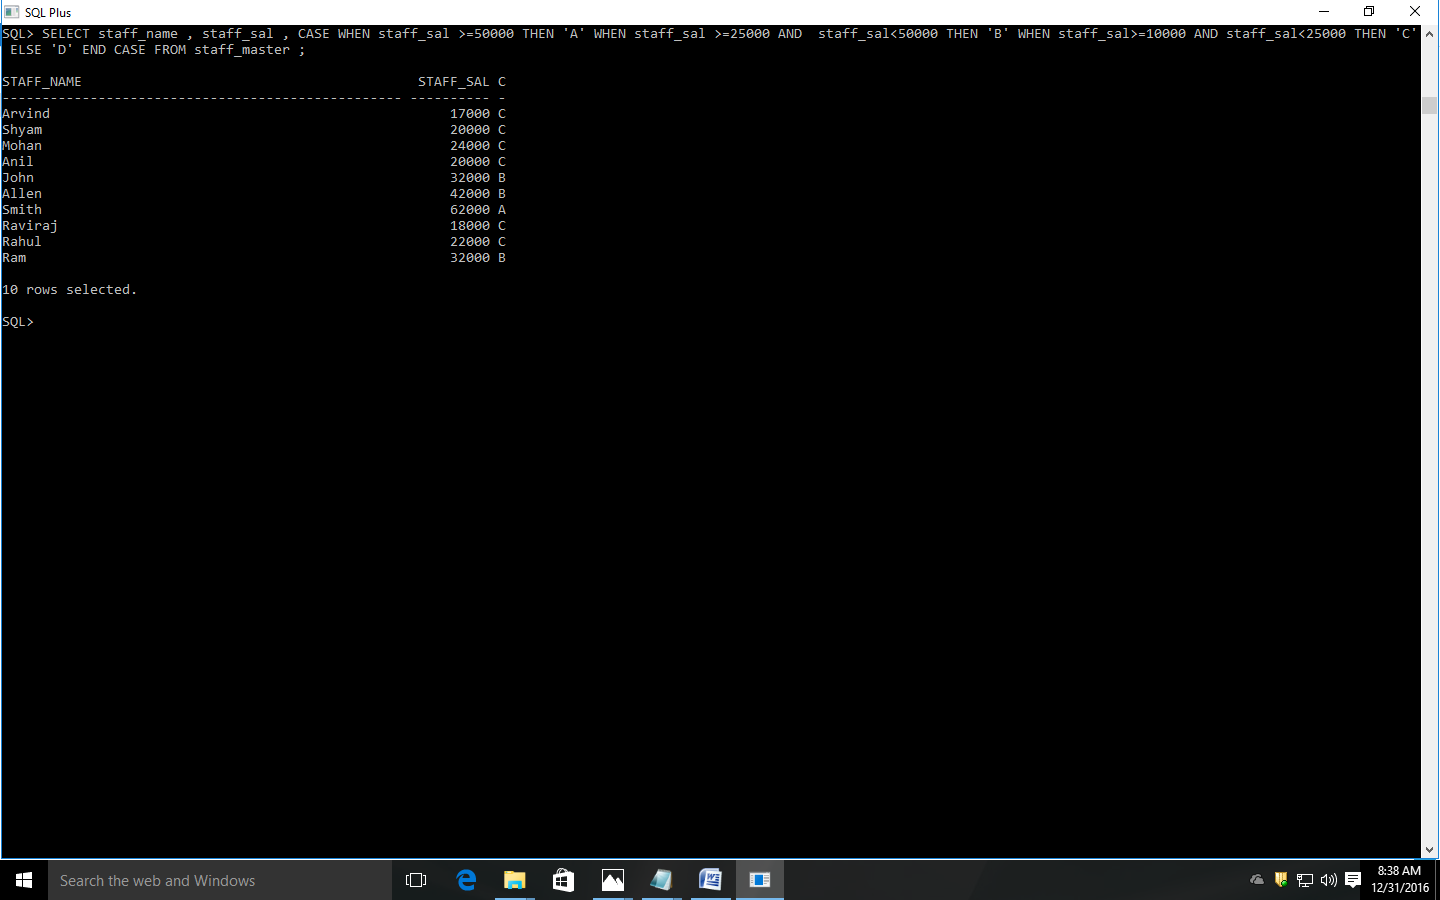 SQL Plus
SQL> SELECT staff_name , staff_sal , CASE WHEN staff_sal >=50000 THEN 'A' WHEN staff_sal >=25000 AND  staff_sal<50000 THEN 'B' WHEN staff_sal>=10000 AND staff_sal<25000 THEN 'C'
 ELSE 'D' END CASE FROM staff_master ;
STAFF_NAME                                          STAFF_SAL C
-------------------------------------------------- ---------- -
Arvind                                                  17000 C
Shyam                                                   20000 C
Mohan                                                   24000 C
Anil                                                    20000 C
John                                                    32000 B
Allen                                                   42000 B
Smith                                                   62000 A
Raviraj                                                 18000 C
Rahul                                                   22000 C
Ram                                                     32000 B
10 rows selected.
SQL>
Search the web and Windows
8:38 AM
12/31/2016